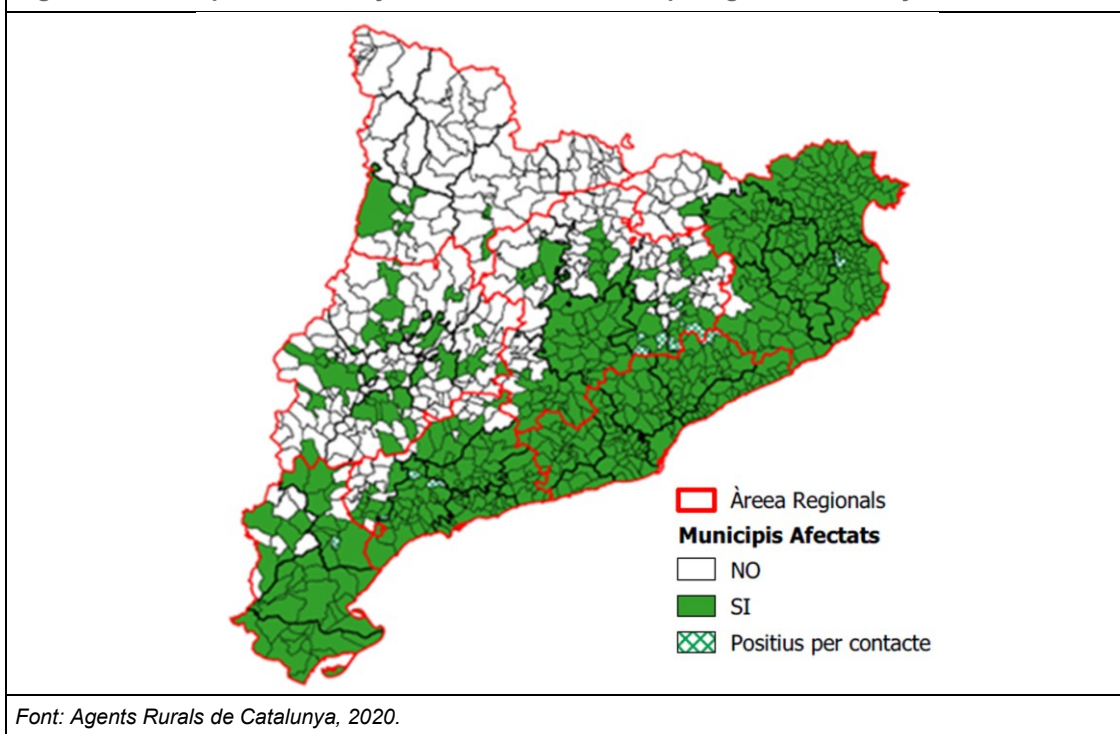 Àreea Regionals
Municipis Afectats
NO
SI
Positius per contacte
Font: Agents Rurals de Catalunya, 2020.